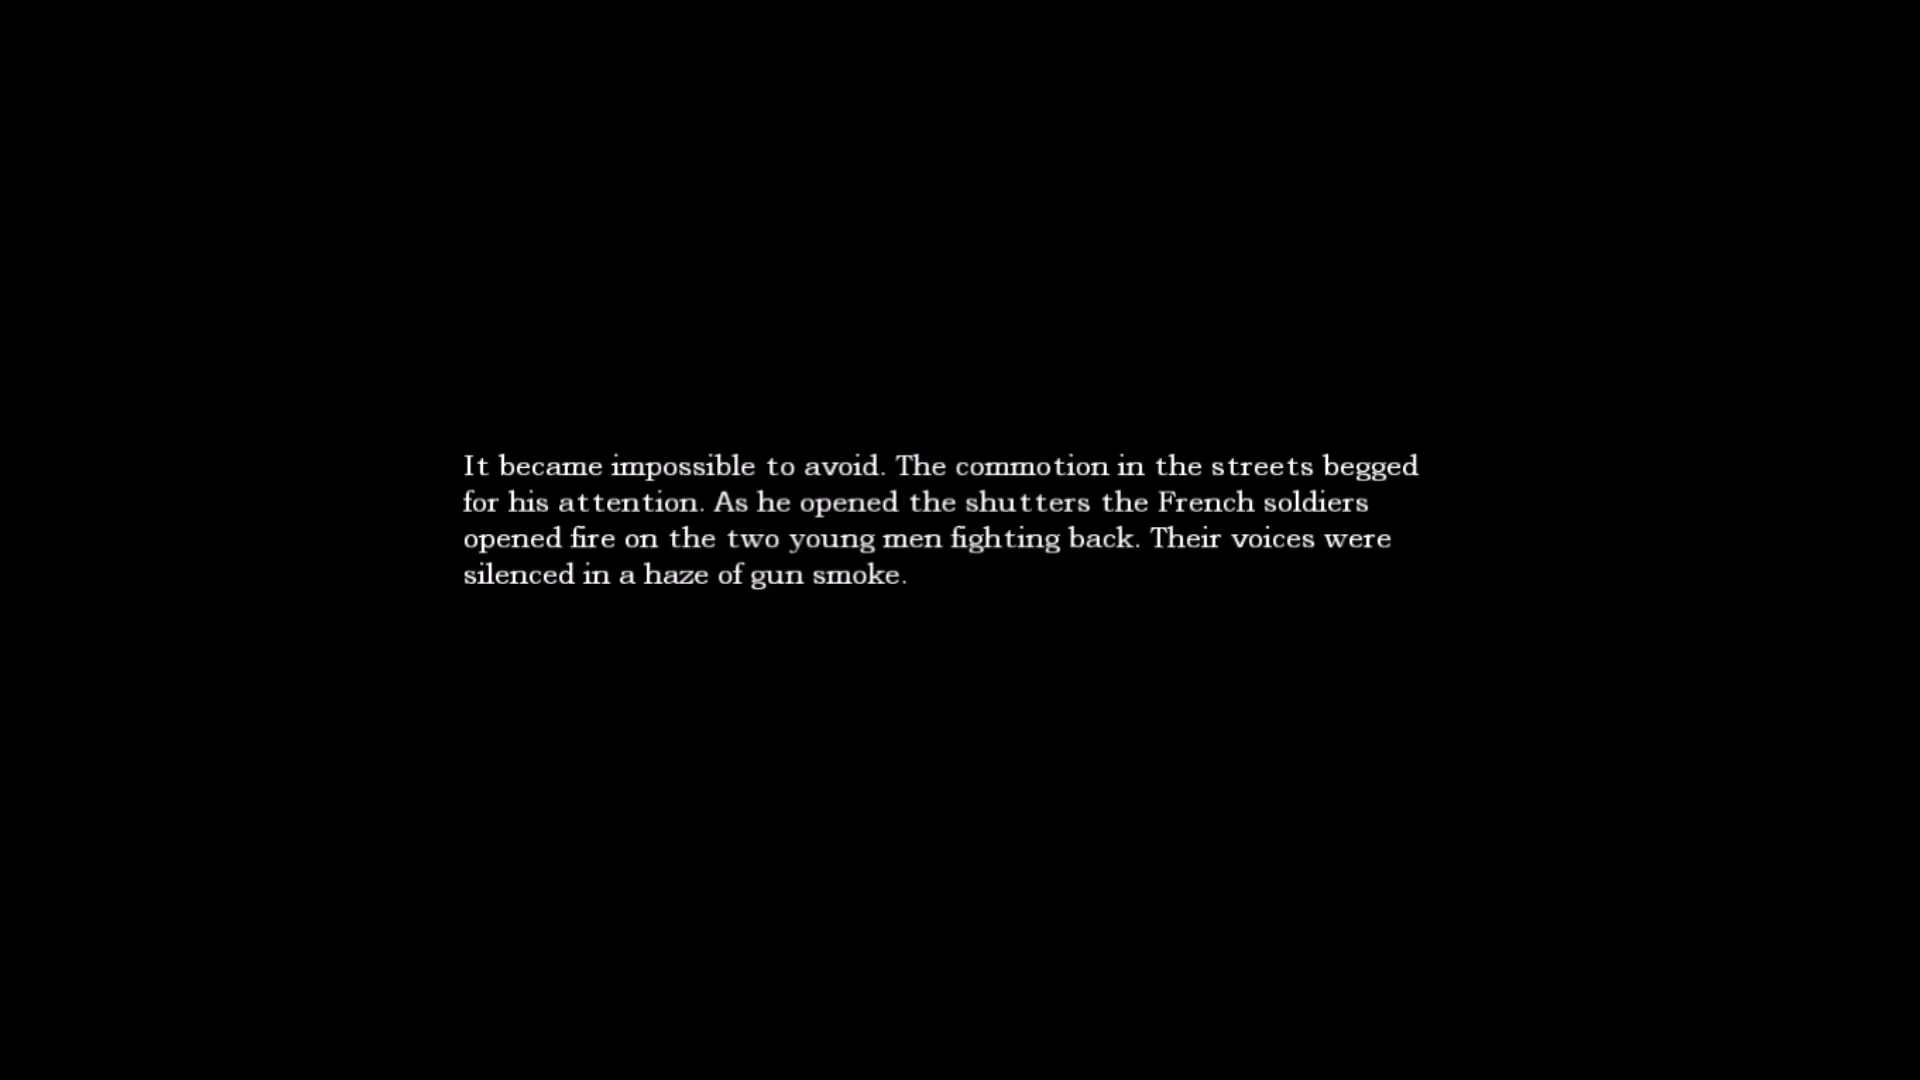 It became impossible to avoid. The commotion in the streets begged
for his attention. As he opened the shutters the French soldiers
opened fire on the two young men fighting back. Their voices were
silenced in a haze of gun smoke.